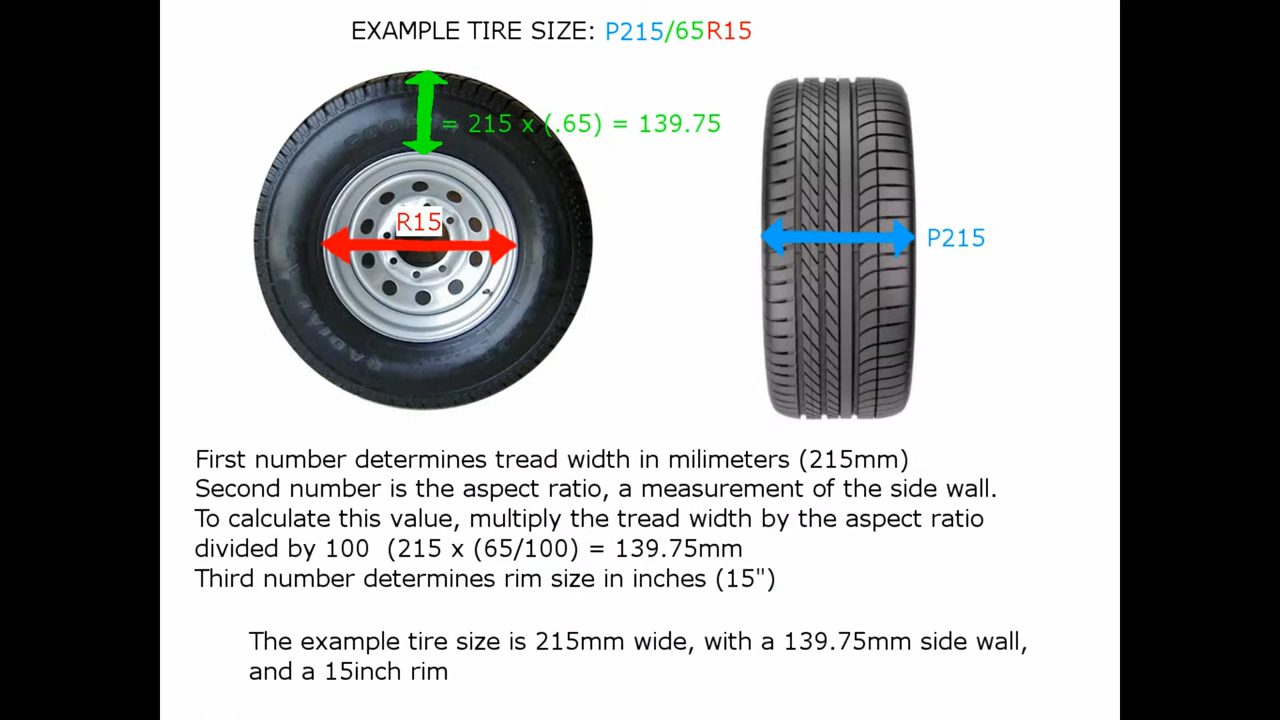 EXAMPLE TIRE SIZE: P215/65R15
= 215 x (.65) = 139.75
R15
P215
RADIAL
First number determines tread width in milimeters (215mm)
Second number is the aspect ratio, a measurement of the side wall.
To calculate this value, multiply the tread width by the aspect ratio
divided by 100 (215 x (65/100) = 139.75mm
Third number determines rim size in inches (15")
The example tire size is 215mm wide, with a 139.75mm side wall,
and a 15inch rim